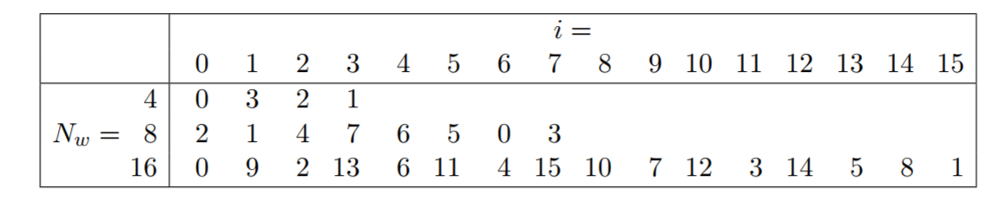 i =
0 1 2 3 4 5 6 7 8 9 10 11 12 13 14 15
4 0 3 2 1
N_w = 8 2 1 4 7 6 5 0 3
16 0 9 2 13 6 11 4 15 10 7 12 3 14 5 8 1